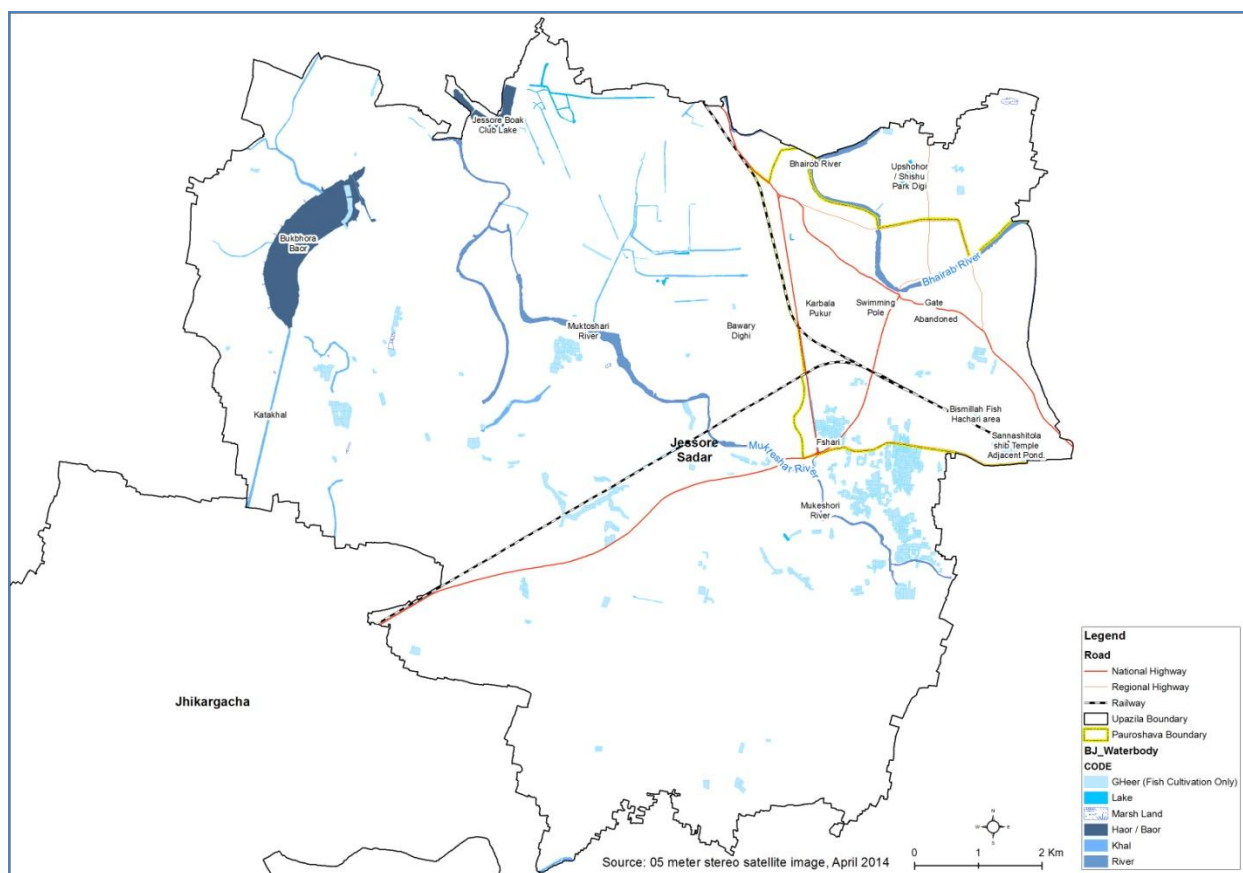 Jessore Boak
Club Lake
Bhairob River
Upshohor
/ Shishu
Park Digi
Bukbhora
Baor
Bhairab River
Karbala
Pukur
Swimming
Pole
Gate
Abandoned
Muktoshari
River
Bawary
Dighi
Katakhal
Bismillah Fish
Hachari area
Jessore
Sadar
Mukreshar River
Fshari
Sannashitola
shib Temple
Adjacent Pond.
Mukeshori
River
Jhikargacha
Legend
Road
National Highway
Regional Highway
Railway
Upazila Boundary
Pauroshava Boundary
BJ_Waterbody
CODE
GHeer (Fish Cultivation Only)
Lake
Marsh Land
Haor / Baor
Khal
River
N
W
E
S
Source: 05 meter stereo satellite image, April 2014
0 1 2 Km